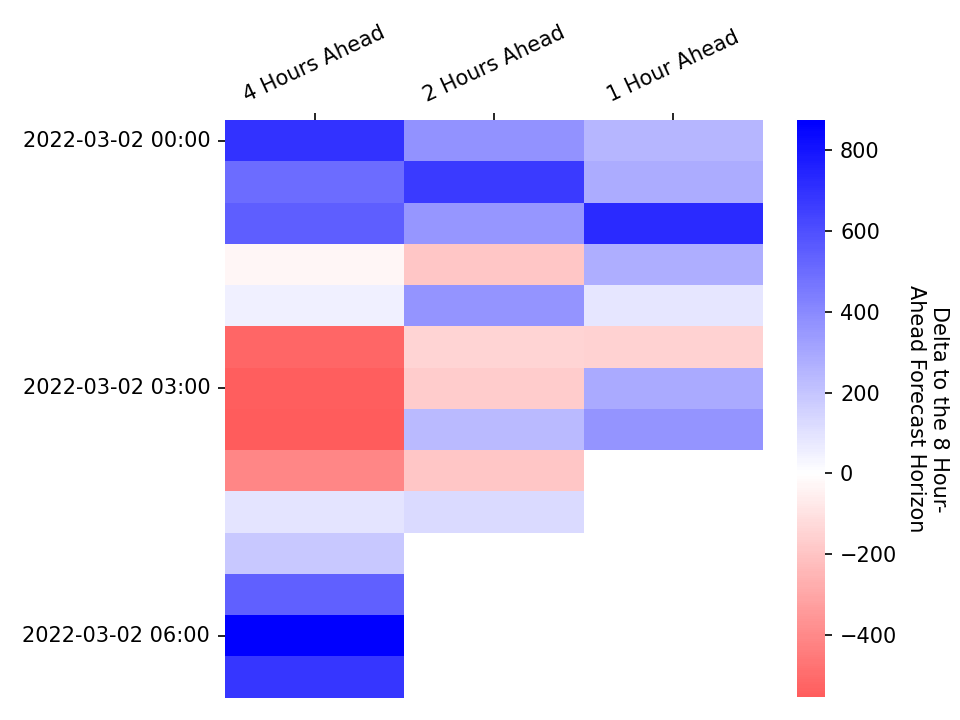 4 Hours Ahead
2 Hours Ahead
1 Hour Ahead
2022-03-02 00:00
2022-03-02 03:00
2022-03-02 06:00
800
600
400
200
0
−200
−400
Delta to the 8 Hour-
Ahead Forecast Horizon